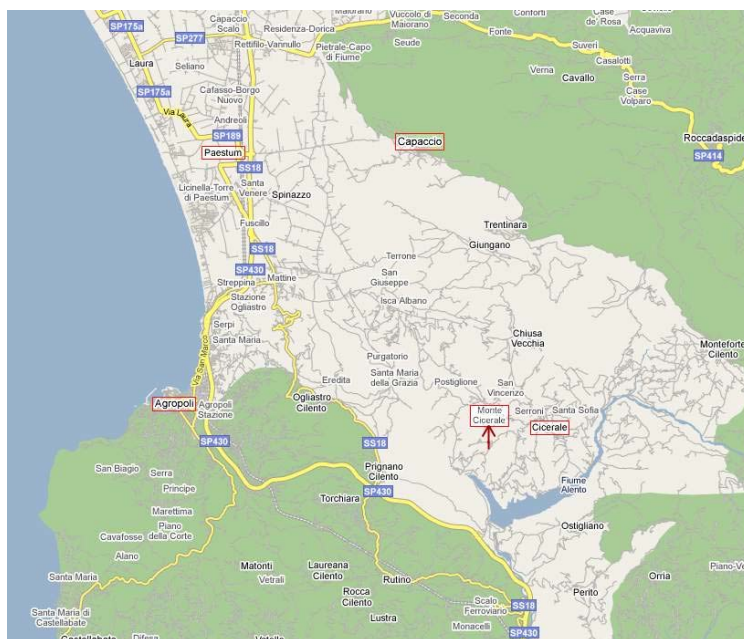 Capaccio
Scalo
SP175a
SP277
Rettifilo-Vannullo
Residenza-Dorica
Maiorano
Vuccolo di
Maiorano
Seconda
Conforti
Case
de' Rosa
Acquaviva
Fonte
Seude
Suveri
Casalotti
Pietrale-Capo
di Fiume
Laura
Seliano
Verna
Cavallo
Serra
Case
Volparo
SP175a
Cafasso-Borgo
Nuovo
Via Laura
Andreoli
SP189
Paestum
SS18
Capaccio
Roccadaspide
SP414
Licinella-Torre
di Paestum
Santa
Venere
Spinazzo
Fuscillo
Trentinara
Giungano
SS18
Terrone
SP430
Mattine
San
Giuseppe
Streppina
Stazione
Ogliastro
Isca Albano
Serpi
Santa Maria
Via San Marco
Chiusa
Vecchia
Monteforte
Cilento
Purgatorio
Santa Maria
della Grazia
Eredita
Postiglione
San
Vincenzo
Ogliastro
Cilento
Agropoli
Agropoli
Stazione
Monte
Cicerale
Serroni
Santa Sofia
Cicerale
SP430
SS18
San Biagio
Serra
Principe
Prignano
Cilento
Fiume
Alento
SP430
Torchiara
Marettima
Piano
della Corte
Cavafosse
Alano
Ostigliano
Matonti
Vetrali
Laureana
Cilento
Rutino
Orria
Santa Maria
Rocca
Cilento
Perito
Scalo
Ferroviario
SS18
Santa Maria di
Castellabate
Lustra
Monacelli
SP430
Castellabate
Difesa